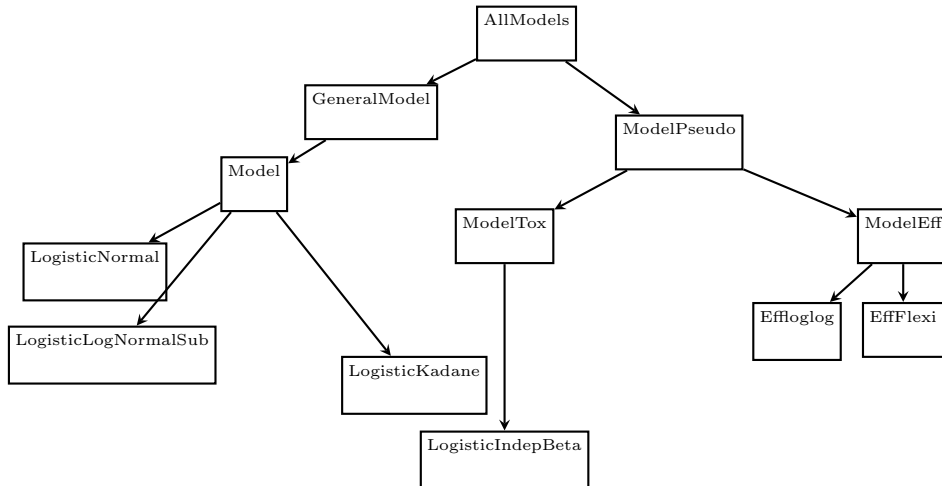 AllModels
GeneralModel
ModelPseudo
Model
ModelTox
ModelEff
LogisticNormal
Effloglog
EffFlexi
LogisticLogNormalSub
LogisticKadane
LogisticIndepBeta